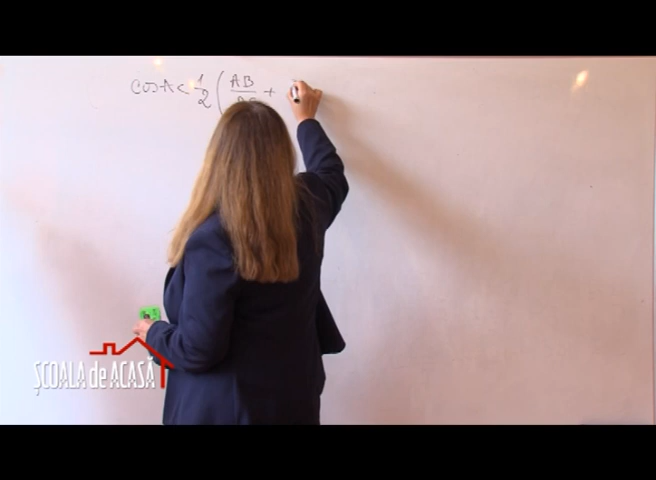 cos A < 1/2 ( AB/AC +
ȘCOALA de ACASĂ